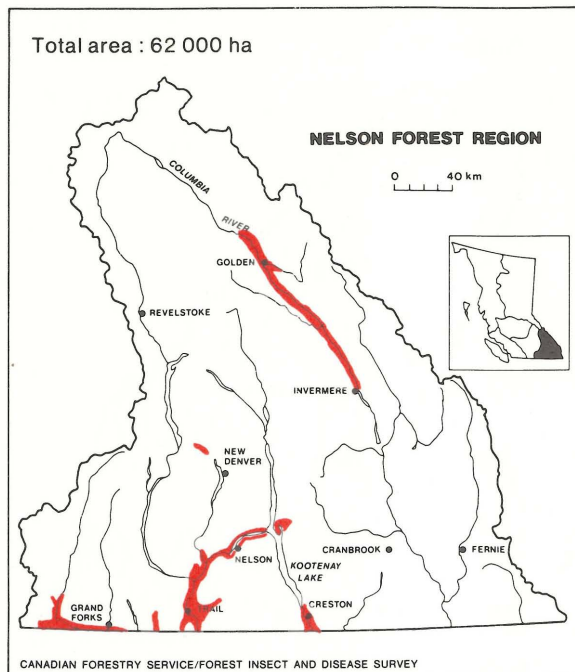 Total area : 62 000 ha
NELSON FOREST REGION
0 40 km
COLUMBIA
RIVER
GOLDEN
REVELSTOKE
INVERMERE
NEW
DENVER
NELSON
CRANBROOK
FERNIE
KOOTENAY
LAKE
GRAND
FORKS
TRAIL
CRESTON
CANADIAN FORESTRY SERVICE/FOREST INSECT AND DISEASE SURVEY